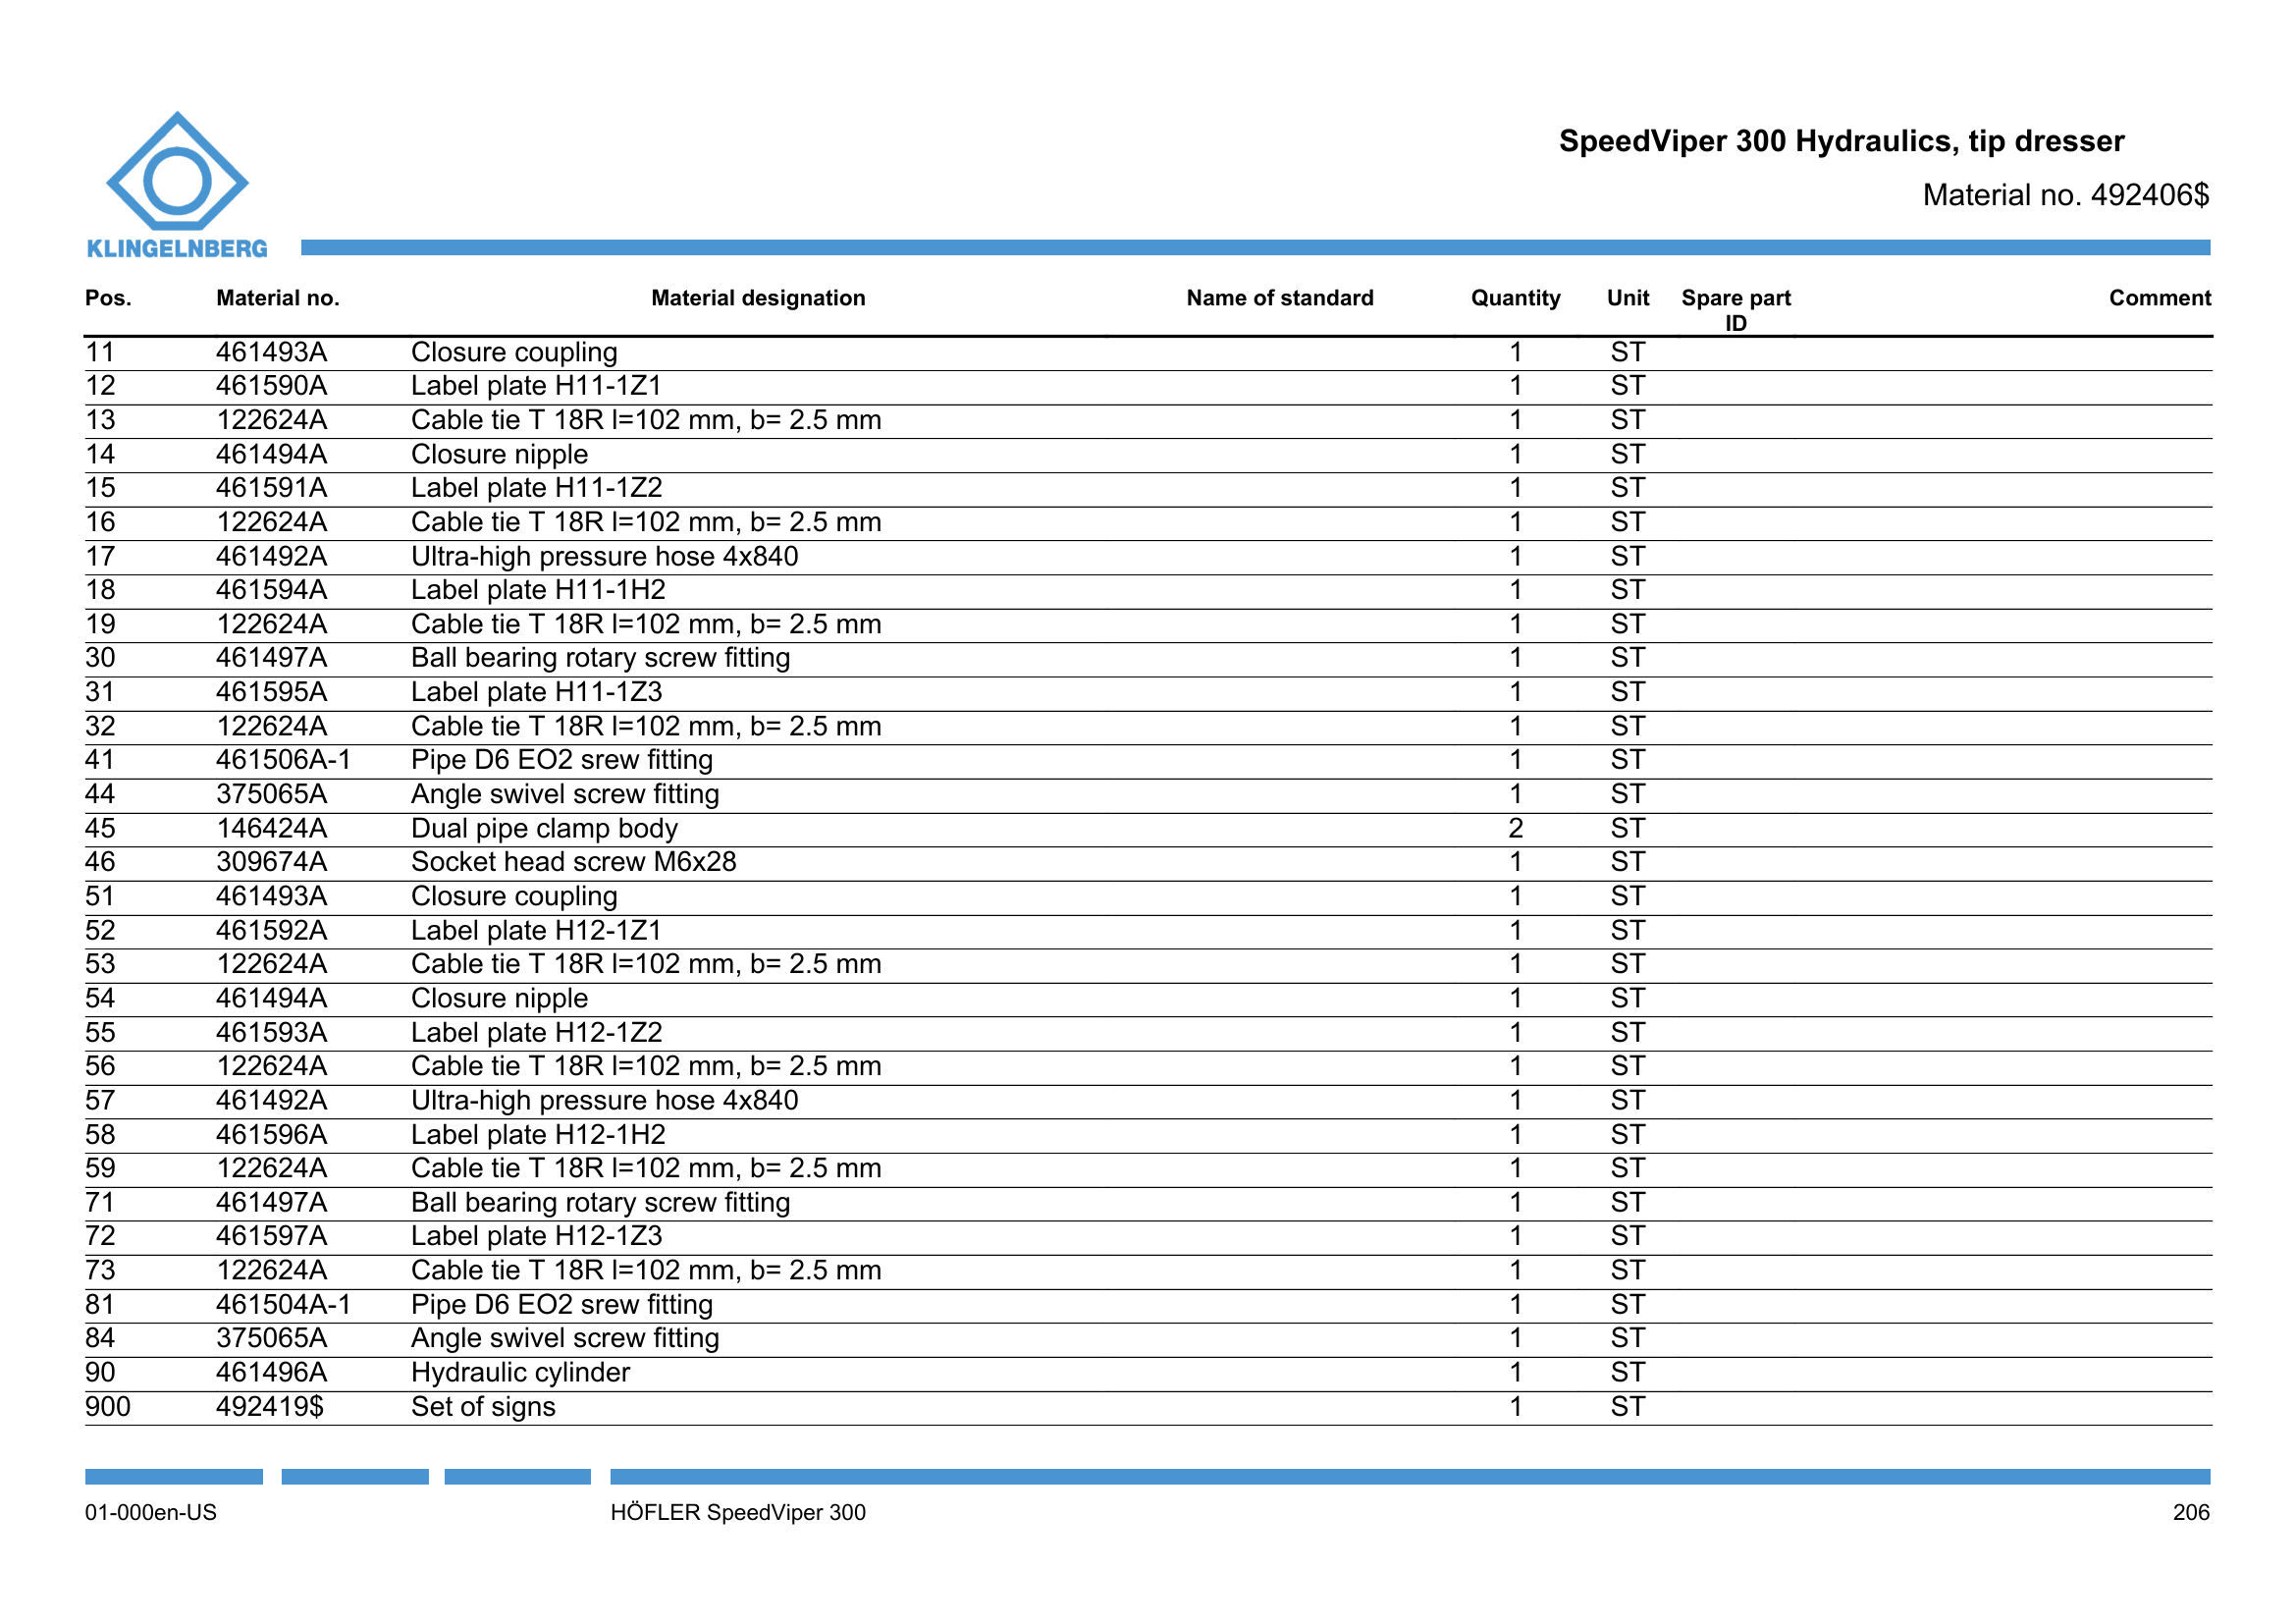 KLINGELNBERG
SpeedViper 300 Hydraulics, tip dresser
Material no. 492406$
Pos. Material no. Material designation Name of standard Quantity Unit Spare part ID Comment
11 461493A Closure coupling 1 ST
12 461590A Label plate H11-1Z1 1 ST
13 122624A Cable tie T 18R l=102 mm, b= 2.5 mm 1 ST
14 461494A Closure nipple 1 ST
15 461591A Label plate H11-1Z2 1 ST
16 122624A Cable tie T 18R l=102 mm, b= 2.5 mm 1 ST
17 461492A Ultra-high pressure hose 4x840 1 ST
18 461594A Label plate H11-1H2 1 ST
19 122624A Cable tie T 18R l=102 mm, b= 2.5 mm 1 ST
30 461497A Ball bearing rotary screw fitting 1 ST
31 461595A Label plate H11-1Z3 1 ST
32 122624A Cable tie T 18R l=102 mm, b= 2.5 mm 1 ST
41 461506A-1 Pipe D6 EO2 srew fitting 1 ST
44 375065A Angle swivel screw fitting 1 ST
45 146424A Dual pipe clamp body 2 ST
46 309674A Socket head screw M6x28 1 ST
51 461493A Closure coupling 1 ST
52 461592A Label plate H12-1Z1 1 ST
53 122624A Cable tie T 18R l=102 mm, b= 2.5 mm 1 ST
54 461494A Closure nipple 1 ST
55 461593A Label plate H12-1Z2 1 ST
56 122624A Cable tie T 18R l=102 mm, b= 2.5 mm 1 ST
57 461492A Ultra-high pressure hose 4x840 1 ST
58 461596A Label plate H12-1H2 1 ST
59 122624A Cable tie T 18R l=102 mm, b= 2.5 mm 1 ST
71 461497A Ball bearing rotary screw fitting 1 ST
72 461597A Label plate H12-1Z3 1 ST
73 122624A Cable tie T 18R l=102 mm, b= 2.5 mm 1 ST
81 461504A-1 Pipe D6 EO2 srew fitting 1 ST
84 375065A Angle swivel screw fitting 1 ST
90 461496A Hydraulic cylinder 1 ST
900 492419$ Set of signs 1 ST
01-000en-US HÖFLER SpeedViper 300 206